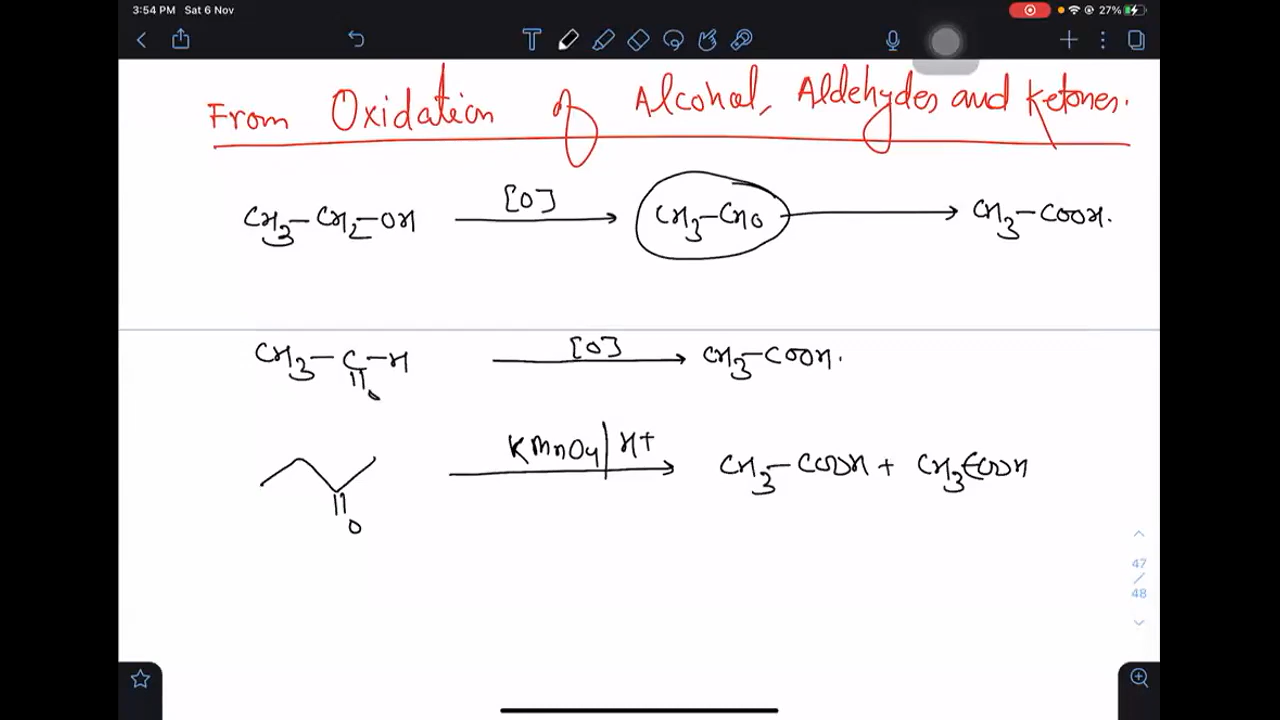 3:54 PM Sat 6 Nov 27%
From Oxidation of Alcohol, Aldehydes and Ketones.
CH3-CH2-OH [O] CH3-CHO CH3-COOH.
CH3-C-H [O] CH3-COOH.
O
KMnO4|H+ CH3-COOH + CH3COOH
O
47
/
48